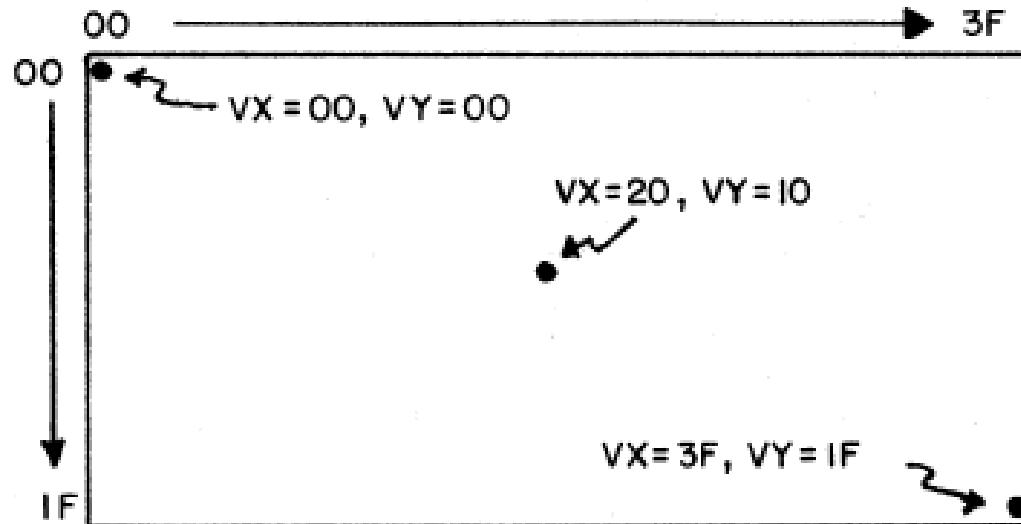 00 3F
00
VX=00, VY=00
VX=20, VY=10
VX=3F, VY=1F
1F